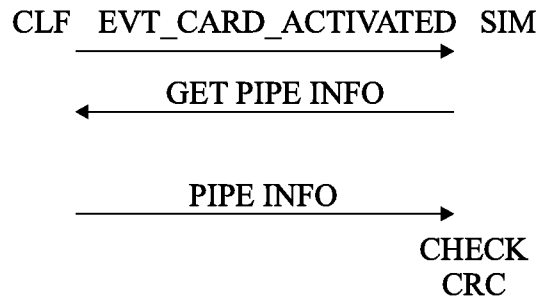 CLF EVT_CARD_ACTIVATED SIM
GET PIPE INFO
PIPE INFO
CHECK
CRC